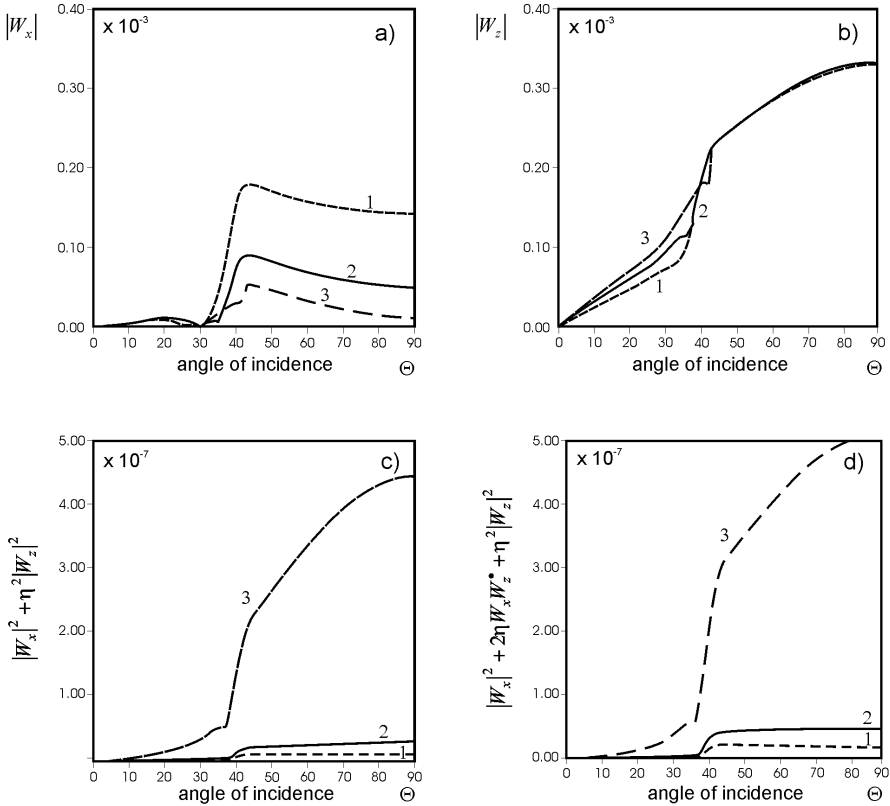 |W_x|
x 10⁻³
a)
0.40
0.30
0.20
0.10
0.00
1
2
3
0 10 20 30 40 50 60 70 80 90
angle of incidence Θ
|W_z|
x 10⁻³
b)
0.40
0.30
0.20
0.10
0.00
3
2
1
0 10 20 30 40 50 60 70 80 90
angle of incidence Θ
|W_x|² + η²|W_z|²
x 10⁻⁷
c)
5.00
4.00
3.00
2.00
1.00
3
2
1
0 10 20 30 40 50 60 70 80 90
angle of incidence Θ
|W_x|² + 2ηW_xW_z• + η²|W_z|²
x 10⁻⁷
d)
5.00
4.00
3.00
2.00
1.00
0.00
3
2
1
0 10 20 30 40 50 60 70 80 90
angle of incidence Θ